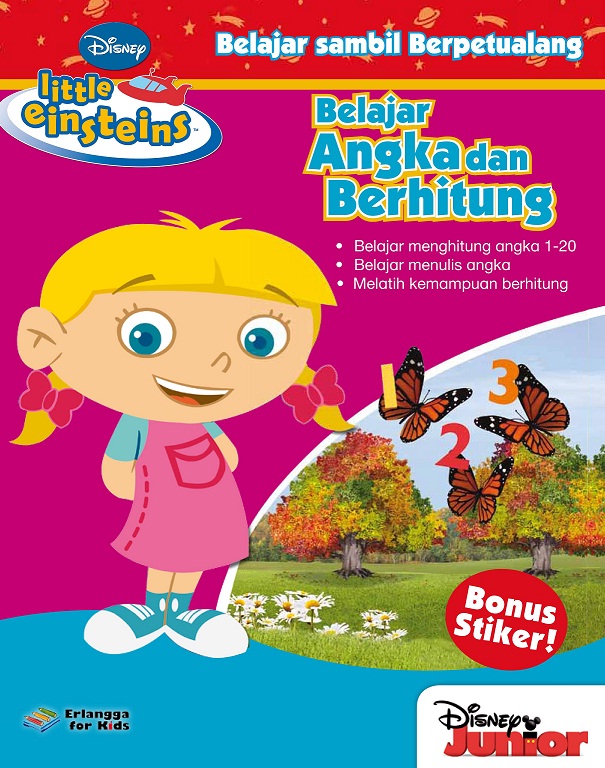 Disney
Belajar sambil Berpetualang
little
einsteins™
Belajar
Angka dan
Berhitung
• Belajar menghitung angka 1-20
• Belajar menulis angka
• Melatih kemampuan berhitung
1
3
2
Bonus
Stiker!
Erlangga
for Kids
Disney
Junior